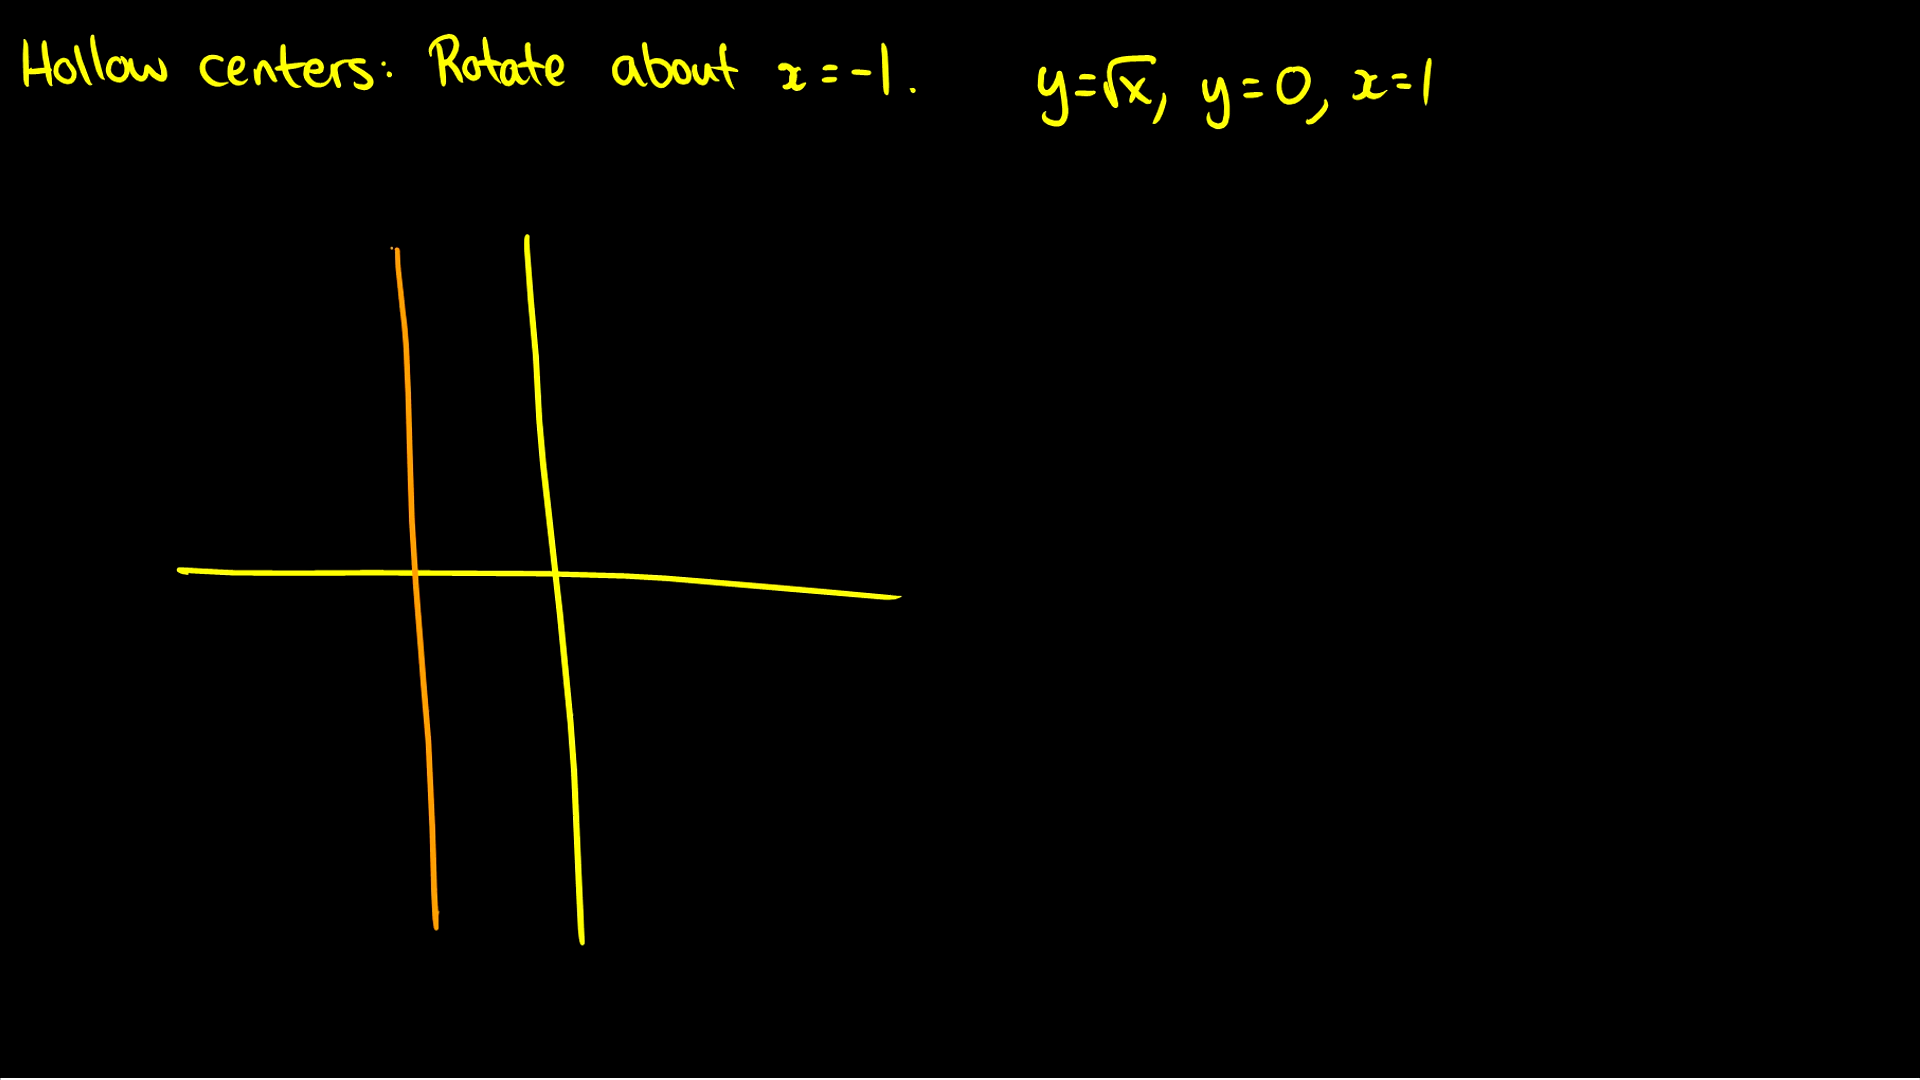 Hollow centers: Rotate about x=-1. y=√x, y=0, x=1